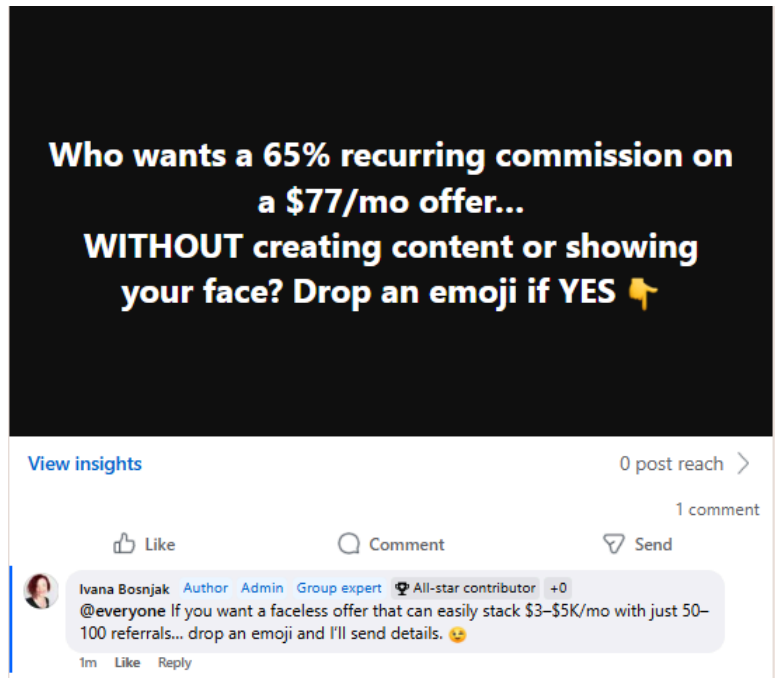 Who wants a 65% recurring commission on
a $77/mo offer...
WITHOUT creating content or showing
your face? Drop an emoji if YES 👇
View insights
0 post reach
1 comment
Like
Comment
Send
Ivana Bosnjak Author Admin Group expert 🏆 All-star contributor +0
@everyone If you want a faceless offer that can easily stack $3–$5K/mo with just 50–
100 referrals... drop an emoji and I'll send details. 😉
1m Like Reply